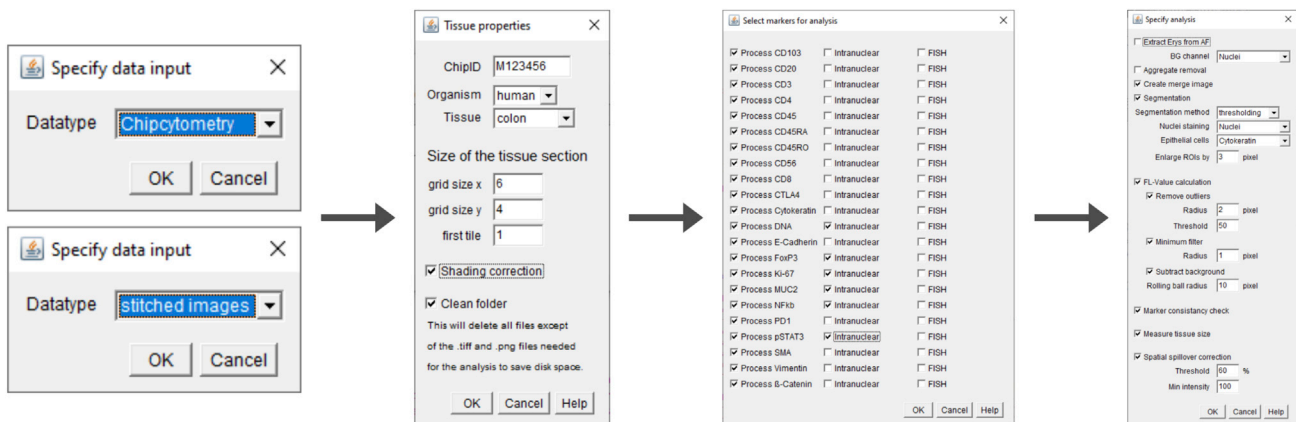 Specify data input
Datatype Chipcytometry
OK Cancel
Specify data input
Datatype stitched images
OK Cancel
Tissue properties
ChipID M123456
Organism human
Tissue colon
Size of the tissue section
grid size x 6
grid size y 4
first tile 1
Shading correction
Clean folder
This will delete all files except
of the .tiff and .png files needed
for the analysis to save disk space.
OK Cancel Help
Select markers for analysis
Process CD103 Intranuclear FISH
Process CD20 Intranuclear FISH
Process CD3 Intranuclear FISH
Process CD4 Intranuclear FISH
Process CD45 Intranuclear FISH
Process CD45RA Intranuclear FISH
Process CD45RO Intranuclear FISH
Process CD56 Intranuclear FISH
Process CD8 Intranuclear FISH
Process CTLA4 Intranuclear FISH
Process Cytokeratin Intranuclear FISH
Process DNA Intranuclear FISH
Process E-Cadherin Intranuclear FISH
Process FoxP3 Intranuclear FISH
Process Ki-67 Intranuclear FISH
Process MUC2 Intranuclear FISH
Process NFkb Intranuclear FISH
Process PD1 Intranuclear FISH
Process pSTAT3 Intranuclear FISH
Process SMA Intranuclear FISH
Process Vimentin Intranuclear FISH
Process ß-Catenin Intranuclear FISH
OK Cancel Help
Specify analysis
Extract Erys from AF
BG channel Nuclei
Aggregate removal
Create merge image
Segmentation
Segmentation method thresholding
Nuclei staining Nuclei
Epithelial cells Cytokeratin
Enlarge ROIs by 3 pixel
FL-Value calculation
Remove outliers
Radius 2 pixel
Threshold 50
Minimum filter
Radius 1 pixel
Subtract background
Rolling ball radius 10 pixel
Marker consistancy check
Measure tissue size
Spatial spillover correction
Threshold 60 %
Min intensity 100
OK Cancel Help